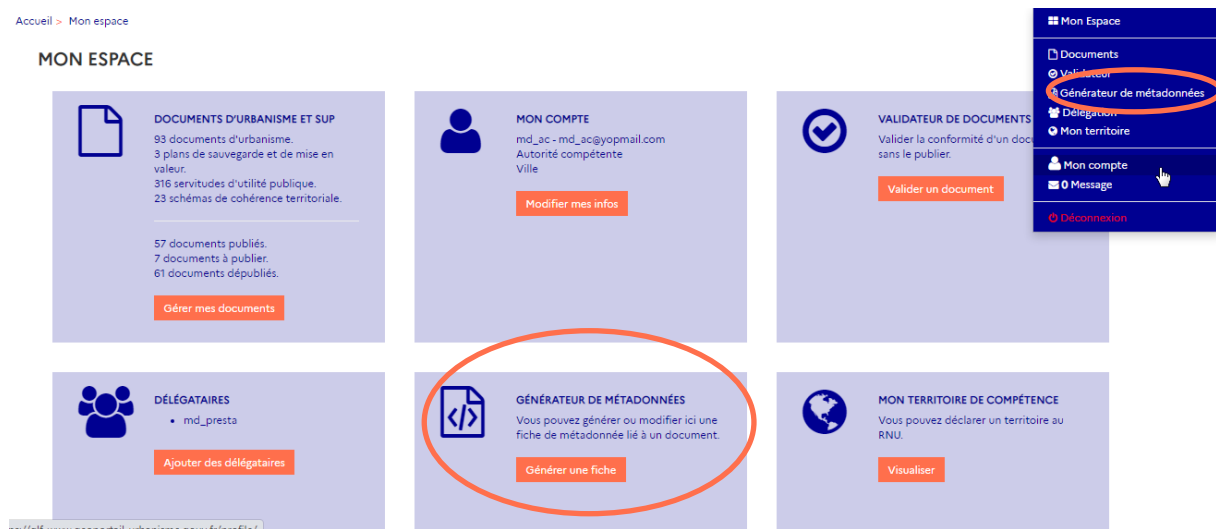 Accueil > Mon espace
MON ESPACE
DOCUMENTS D'URBANISME ET SUP
93 documents d'urbanisme.
3 plans de sauvegarde et de mise en
valeur.
316 servitudes d'utilité publique.
23 schémas de cohérence territoriale.
57 documents publiés.
7 documents à publier.
61 documents dépubliés.
Gérer mes documents
MON COMPTE
md_ac - md_ac@yopmail.com
Autorité compétente
Ville
Modifier mes infos
VALIDATEUR DE DOCUMENTS
Valider la conformité d'un doc
sans le publier.
Valider un document
Mon Espace
Documents
Validateur
Générateur de métadonnées
Délégation
Mon territoire
Mon compte
0 Message
Déconnexion
DÉLÉGATAIRES
• md_presta
Ajouter des délégataires
GÉNÉRATEUR DE MÉTADONNÉES
Vous pouvez générer ou modifier ici une
fiche de métadonnée lié à un document.
Générer une fiche
MON TERRITOIRE DE COMPÉTENCE
Vous pouvez déclarer un territoire au
RNU.
Visualiser